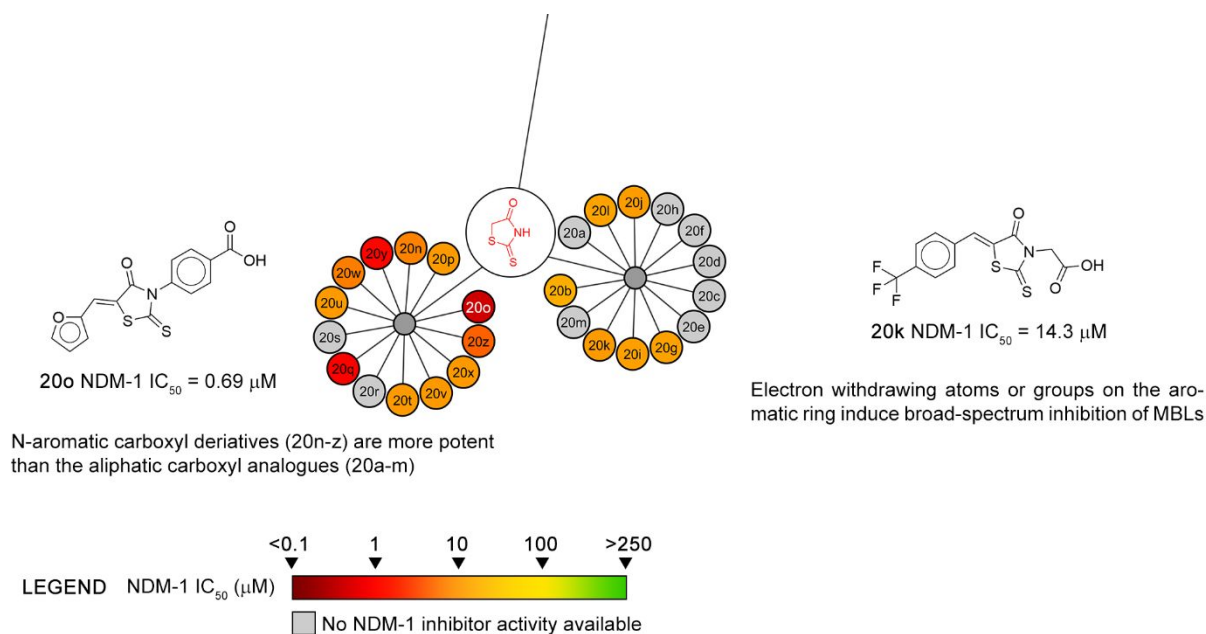 O
NH
S
S
20l
20j
20h
20a
20f
20d
20b
20c
20m
20e
20k
20i
20g
20y
20n
20p
20w
20u
20o
20s
20z
20q
20x
20r
20t
20v
O
OH
O
N
O
S
S
20o NDM-1 IC50 = 0.69 μM
N-aromatic carboxyl deriatives (20n-z) are more potent
than the aliphatic carboxyl analogues (20a-m)
O
N
OH
S
S
O
F
F
F
20k NDM-1 IC50 = 14.3 μM
Electron withdrawing atoms or groups on the aro-
matic ring induce broad-spectrum inhibition of MBLs
<0.1 1 10 100 >250
LEGEND NDM-1 IC50 (μM)
No NDM-1 inhibitor activity available